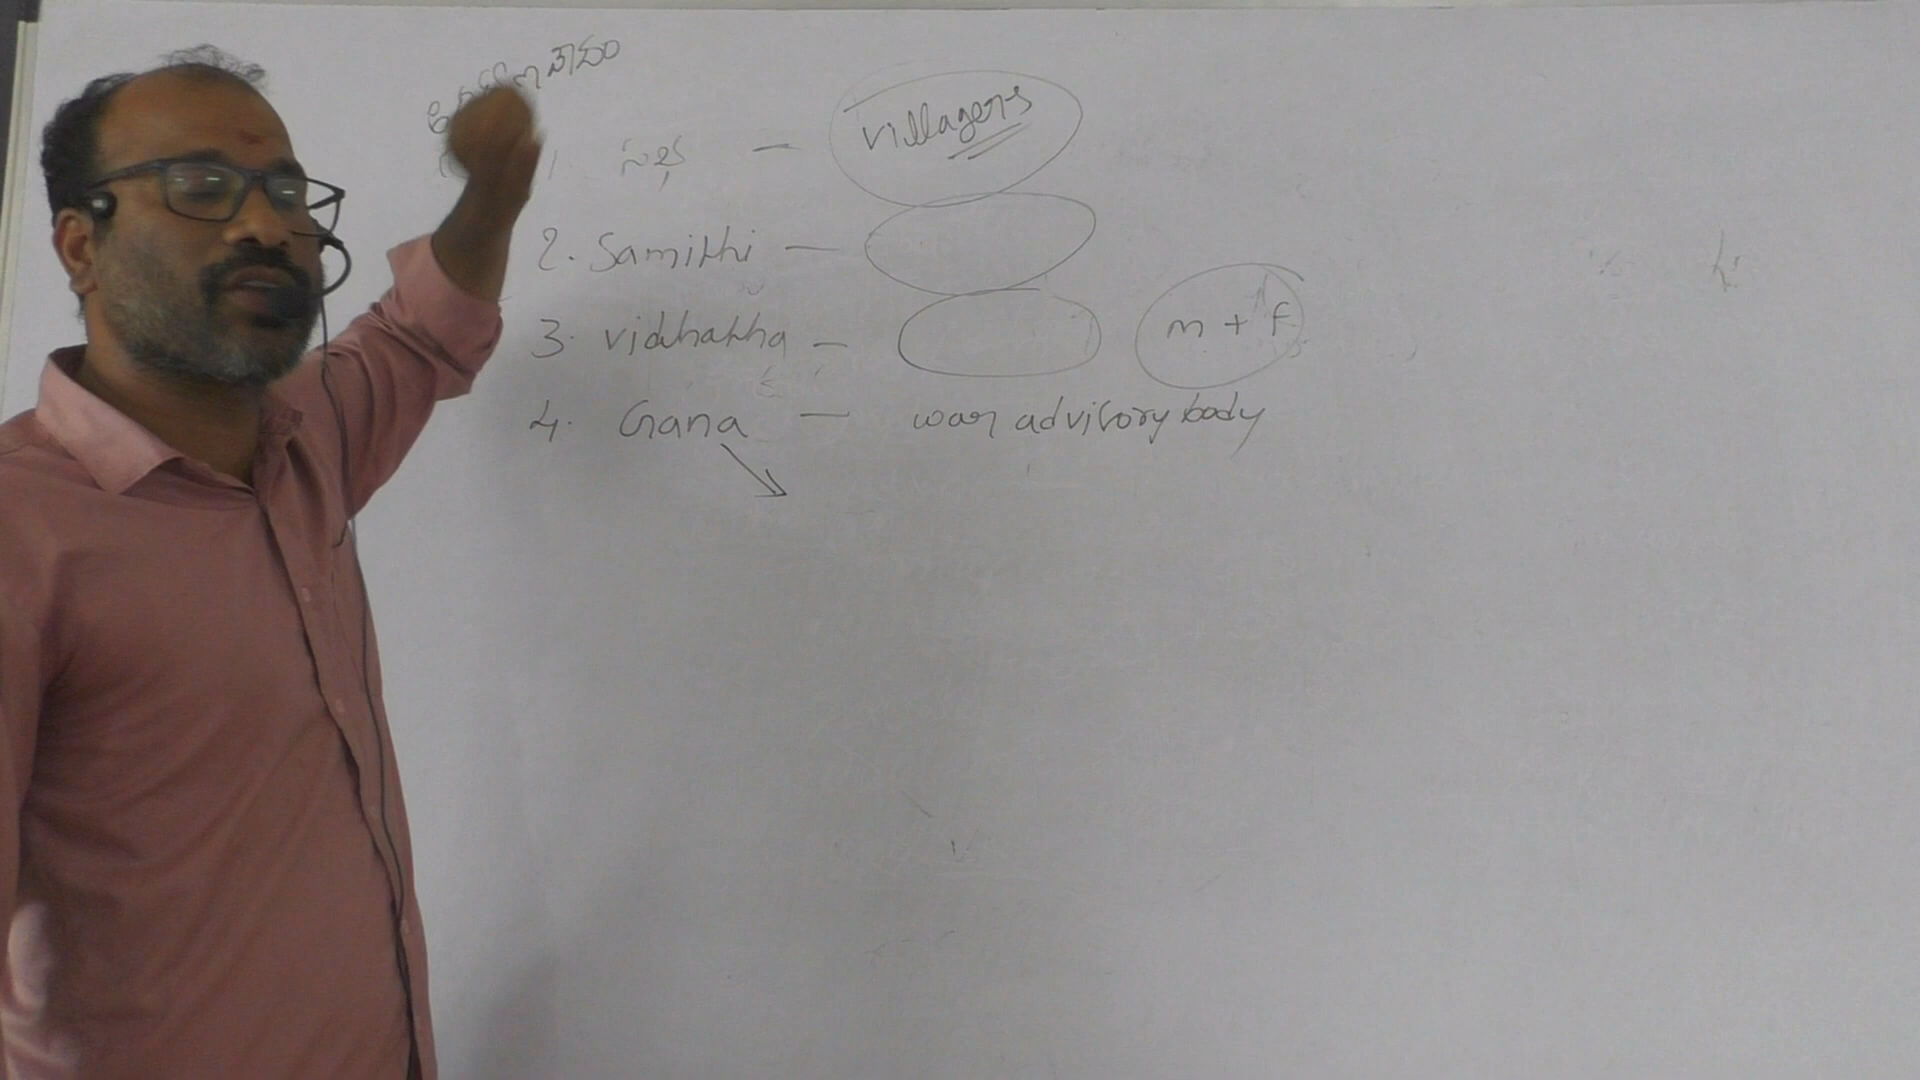 1. సభ — villagers
2. Samithi —
3. vidhatha — m + f
4. Gana — war advisory body